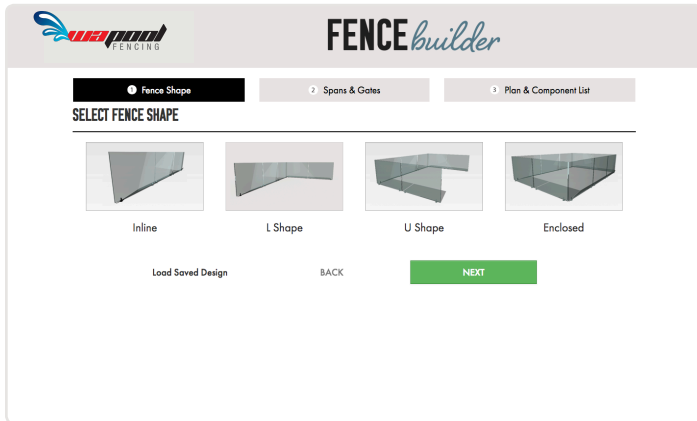 wapool
FENCING
FENCE builder
1 Fence Shape
2 Spans & Gates
3 Plan & Component List
SELECT FENCE SHAPE
Inline
L Shape
U Shape
Enclosed
Load Saved Design
BACK
NEXT